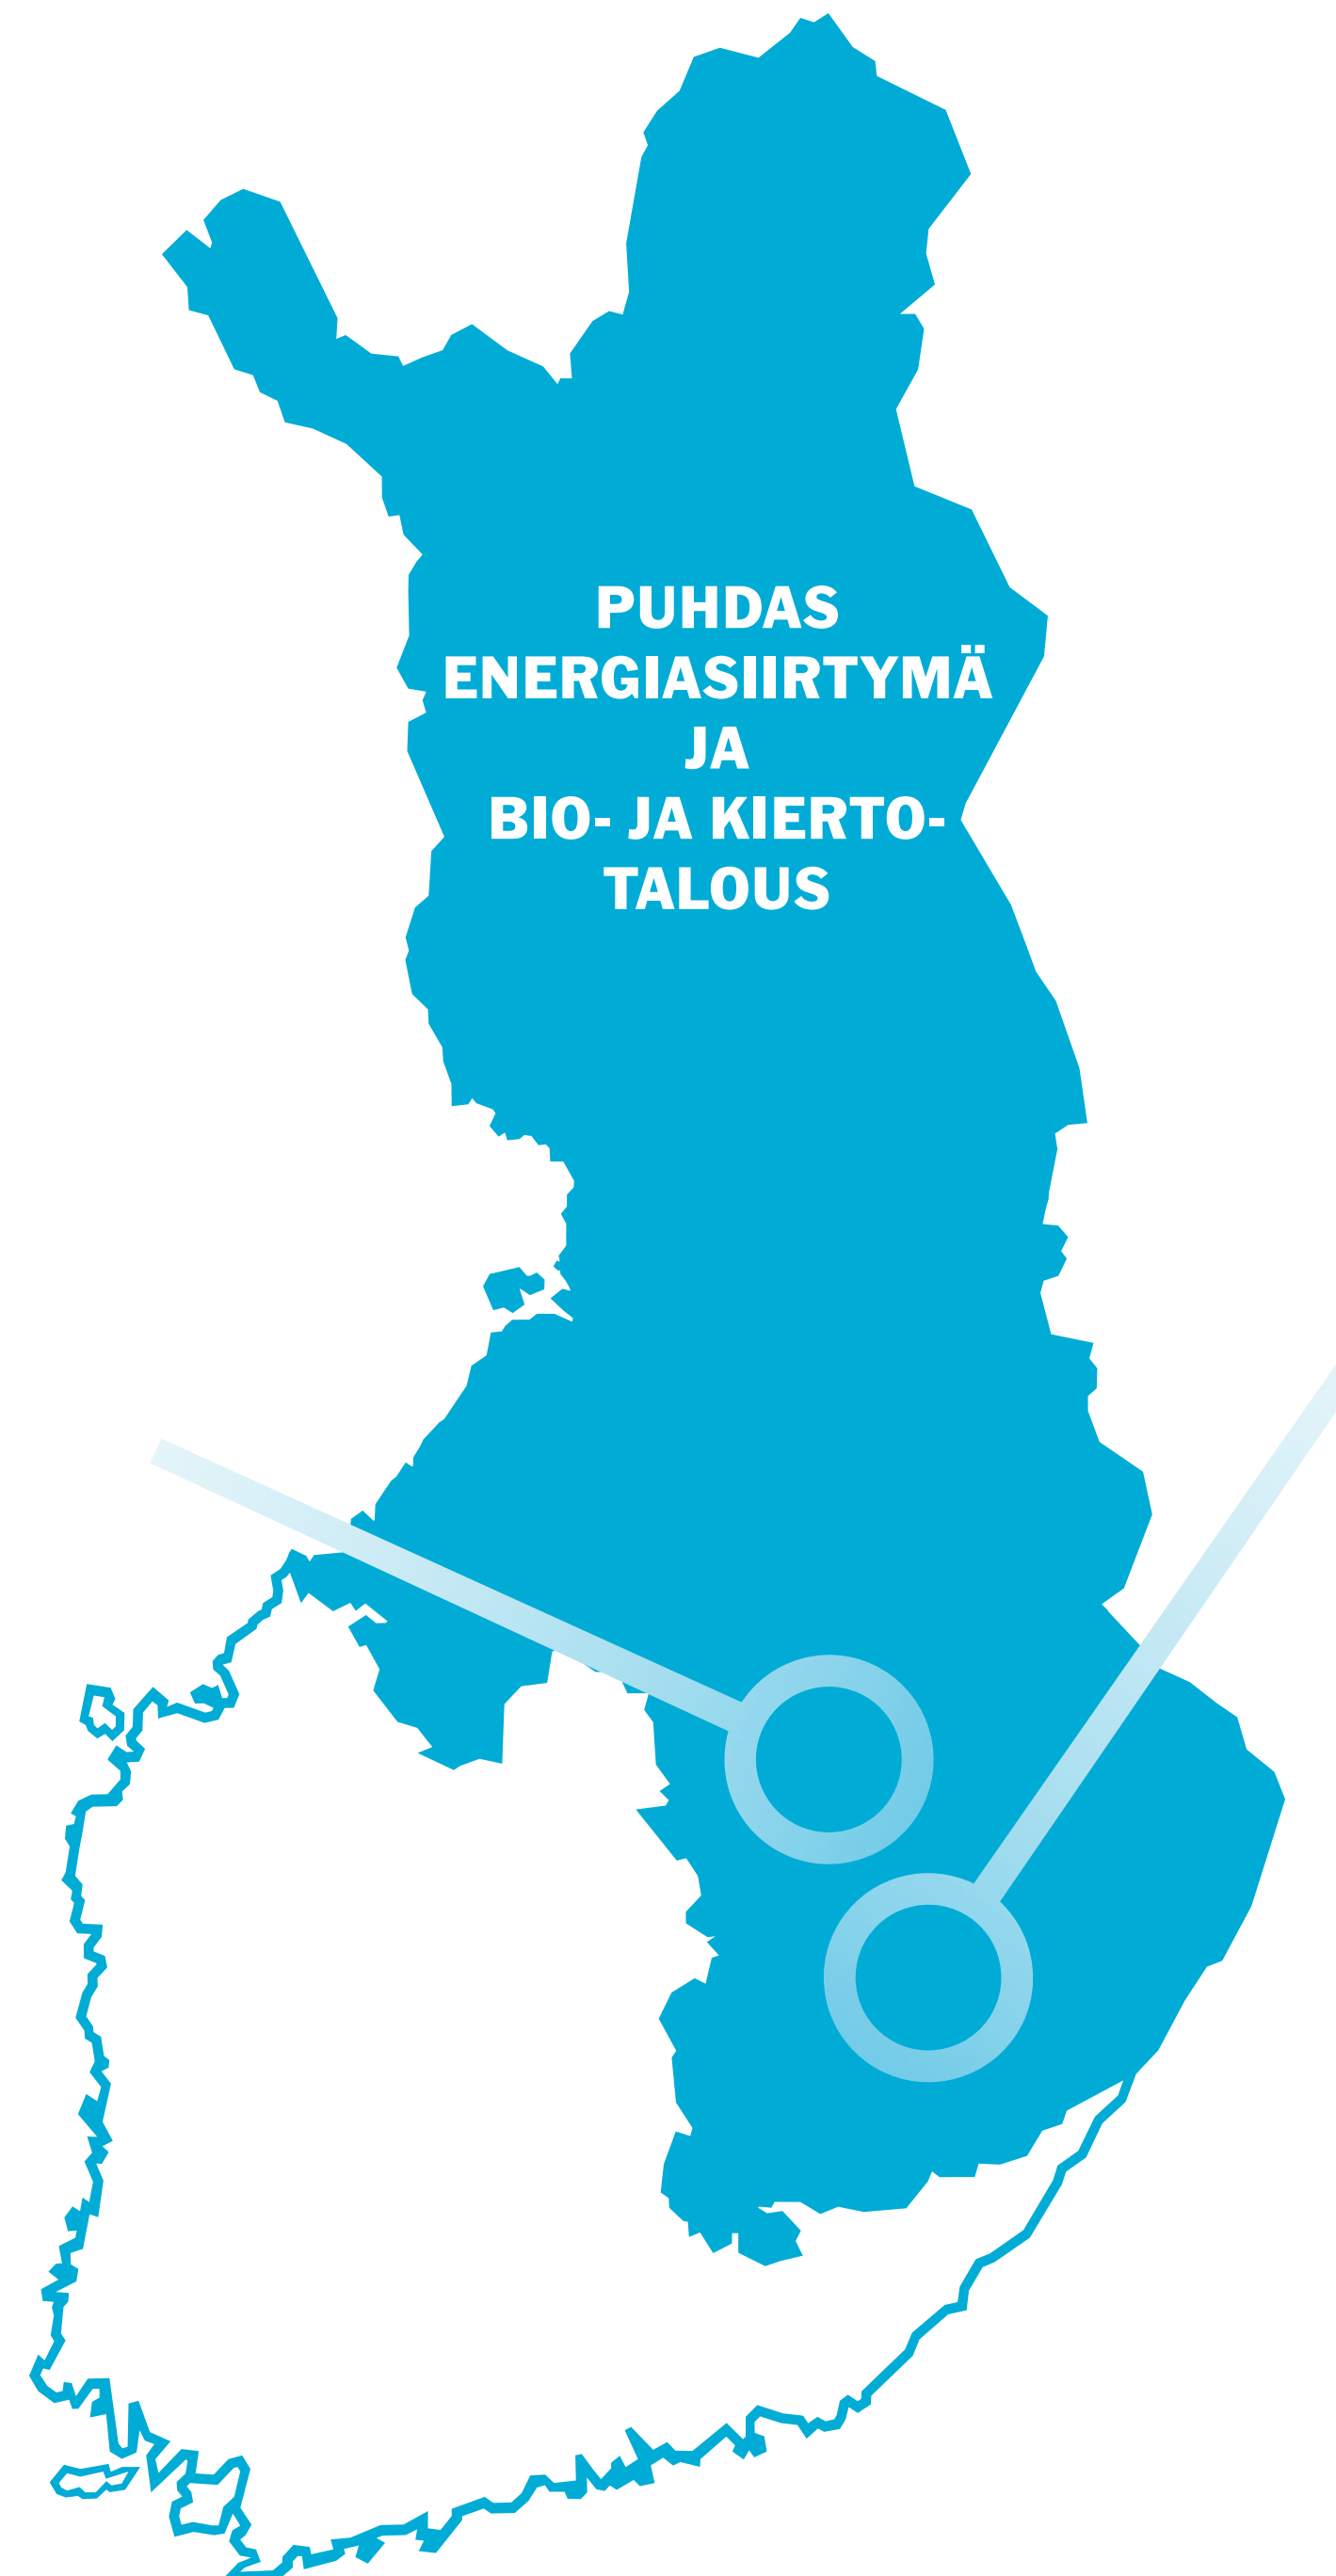 PUHDAS
ENERGIASIIRTYMÄ
JA
BIO- JA KIERTO-
TALOUS